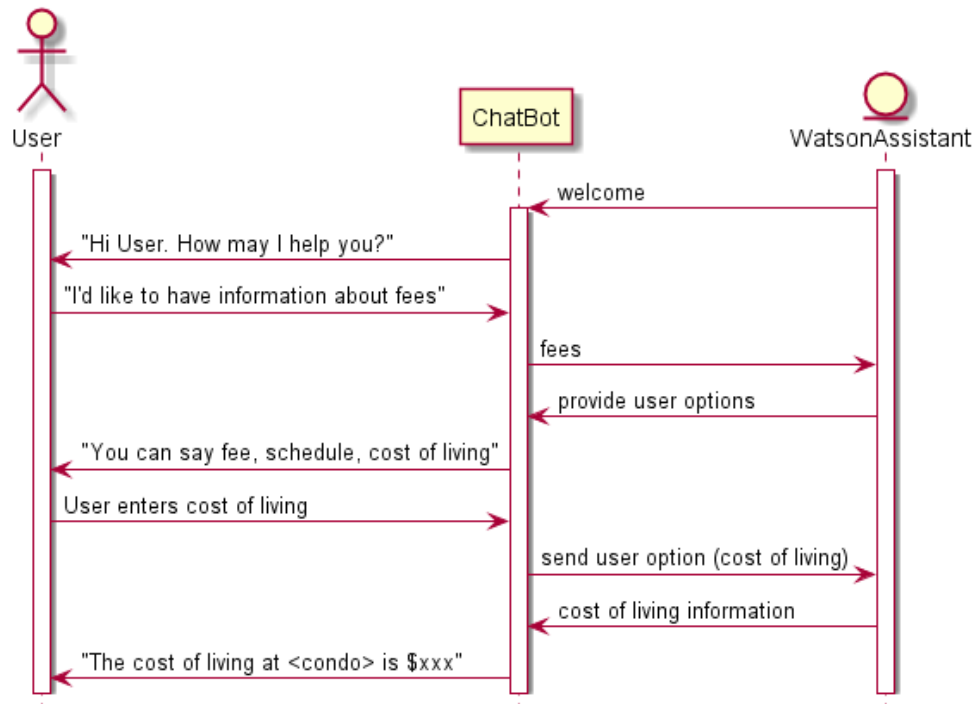 User
ChatBot
WatsonAssistant
welcome
"Hi User. How may I help you?"
"I'd like to have information about fees"
fees
provide user options
"You can say fee, schedule, cost of living"
User enters cost of living
send user option (cost of living)
cost of living information
"The cost of living at <condo> is $xxx"